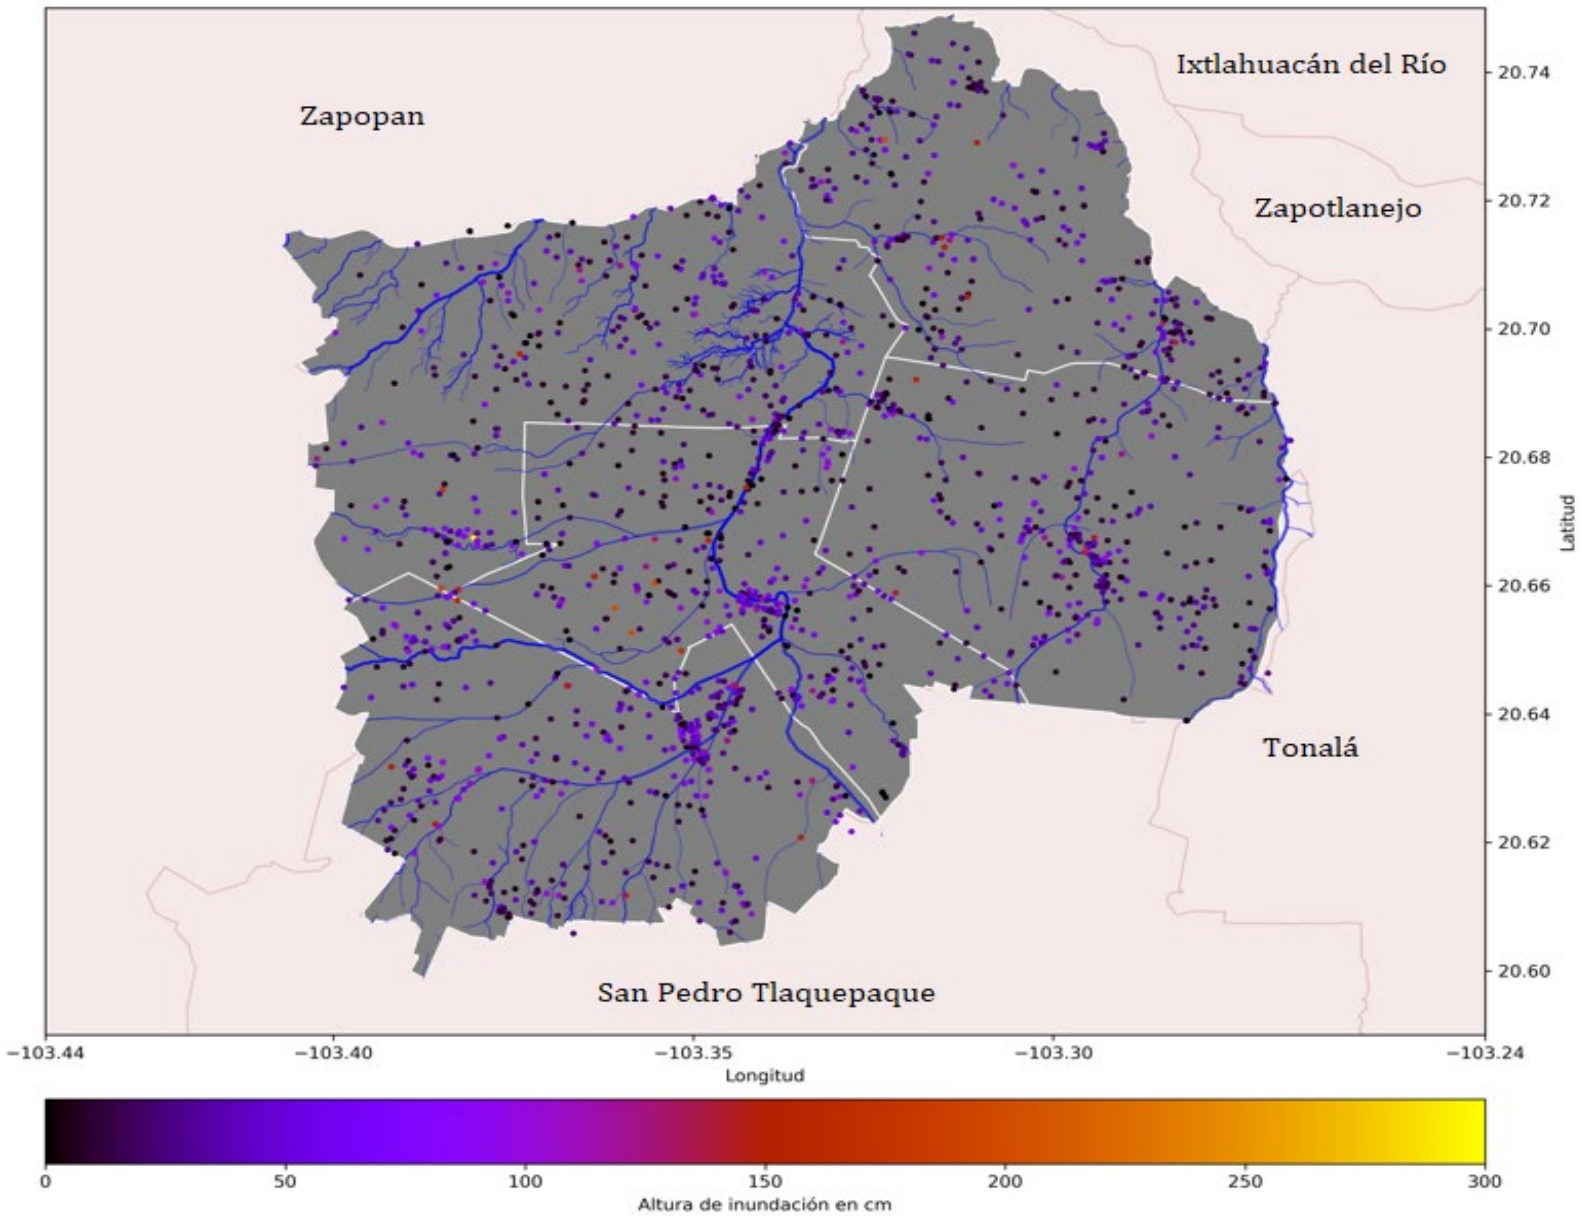 Ixtlahuacán del Río
20.74
Zapopan
Zapotlanejo
20.72
20.70
20.68
Latitud
20.66
20.64
Tonalá
20.62
San Pedro Tlaquepaque
20.60
−103.44 −103.40 −103.35 −103.30 −103.24
Longitud
0 50 100 150 200 250 300
Altura de inundación en cm